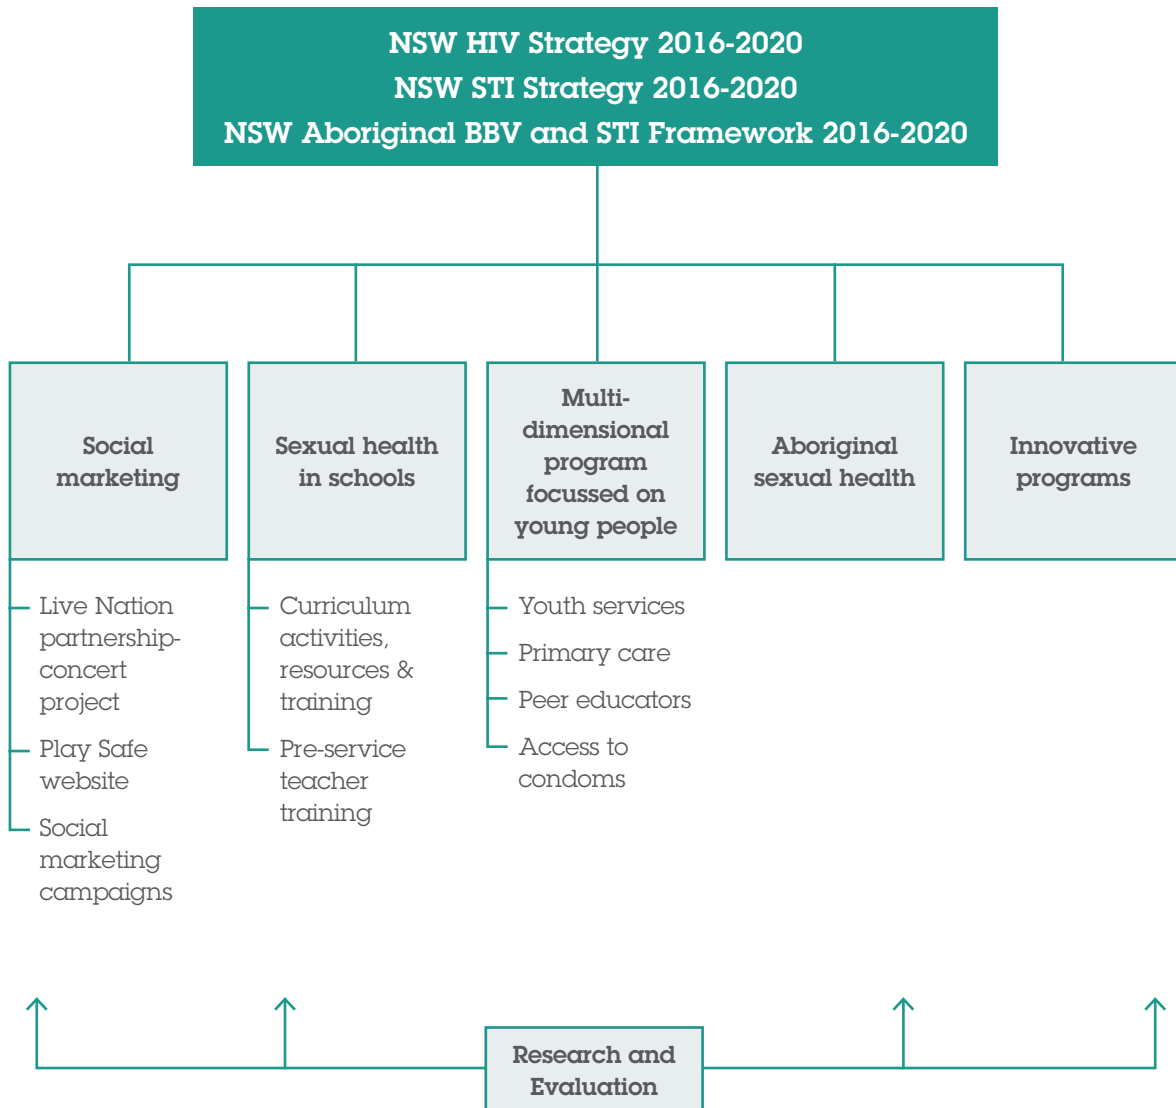 NSW HIV Strategy 2016-2020
NSW STI Strategy 2016-2020
NSW Aboriginal BBV and STI Framework 2016-2020
Social
marketing
Sexual health
in schools
Multi-
dimensional
program
focussed on
young people
Aboriginal
sexual health
Innovative
programs
Live Nation
partnership-
concert
project
Play Safe
website
Social
marketing
campaigns
Curriculum
activities,
resources &
training
Pre-service
teacher
training
Youth services
Primary care
Peer educators
Access to
condoms
Research and
Evaluation